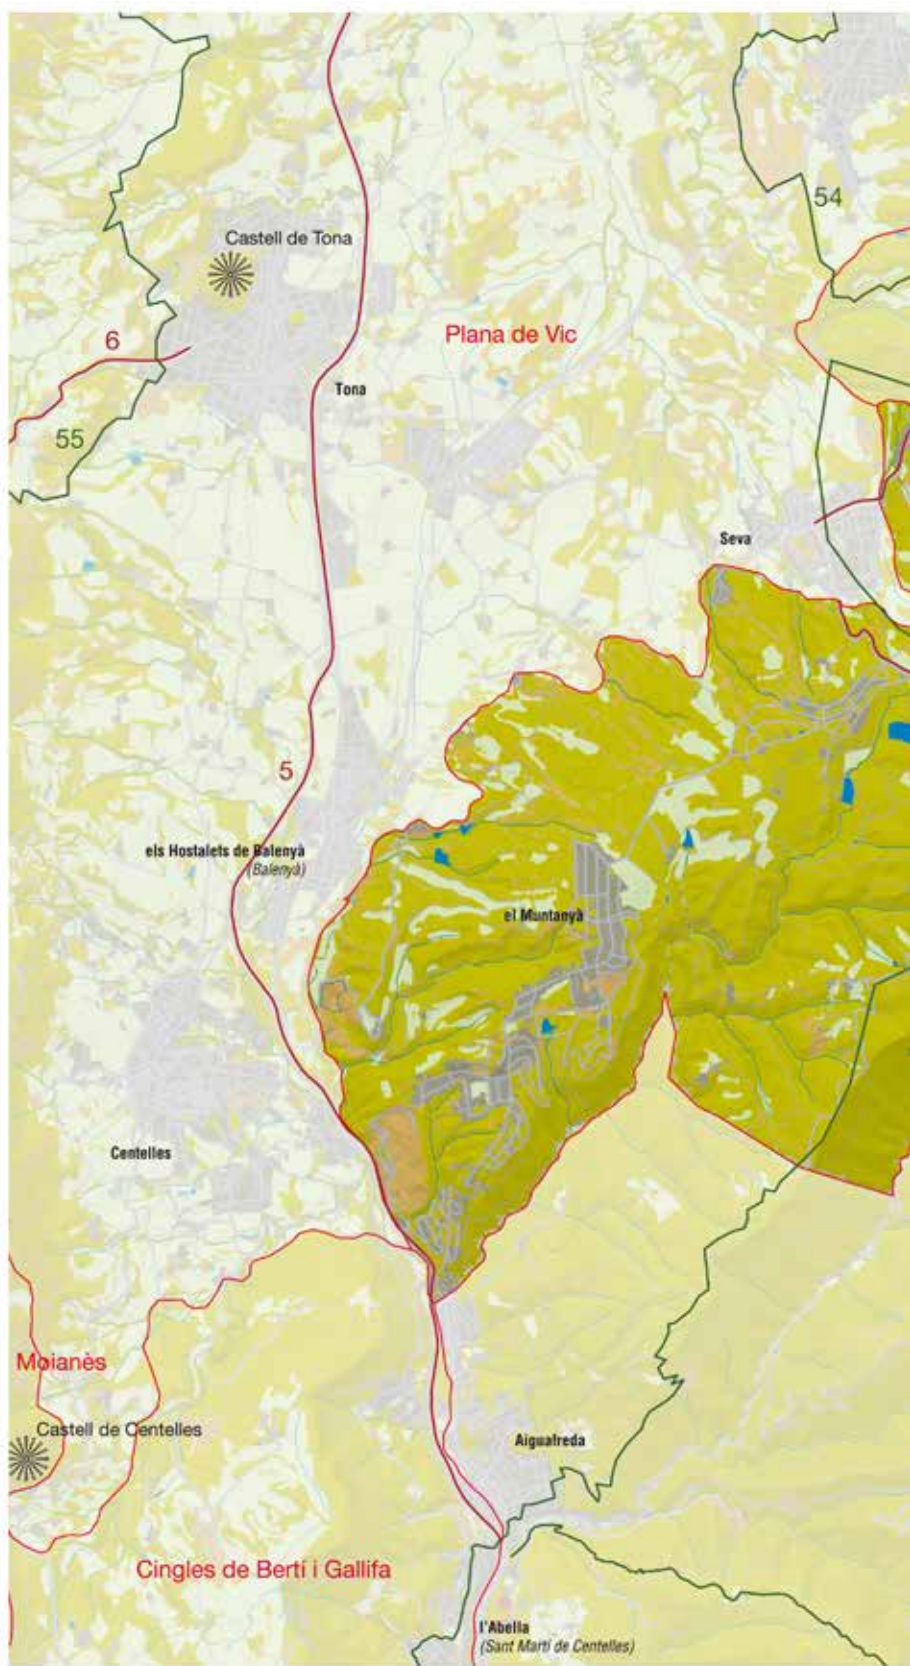 54
Castell de Tona
Plana de Vic
6
Tona
55
Seva
5
els Hostalets de Balenyà
(Balenyà)
el Muntanyà
Centelles
Moianès
Castell de Centelles
Aiguafreda
Cingles de Bertí i Gallifa
l'Abella
(Sant Martí de Centelles)